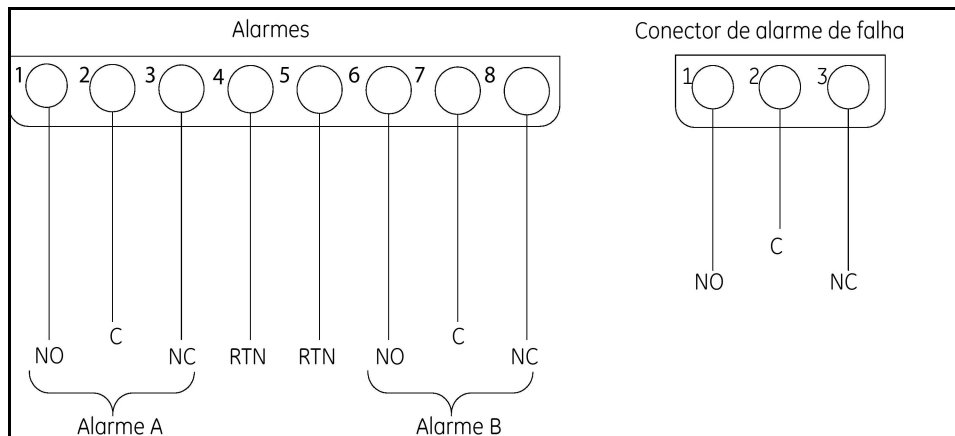 Alarmes
1 2 3 4 5 6 7 8
NO C NC RTN RTN NO C NC
Alarme A Alarme B
Conector de alarme de falha
1 2 3
C
NO NC